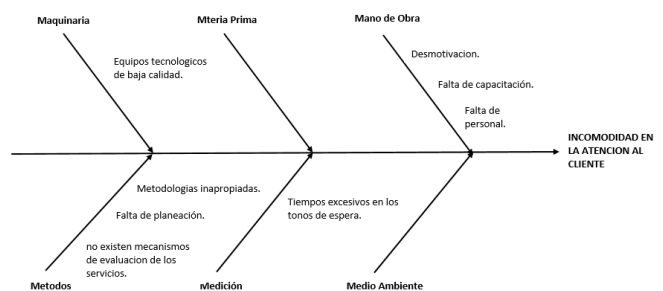 Maquinaria
Mteria Prima
Mano de Obra
Equipos tecnologicos
de baja calidad.
Desmotivacion.
Falta de capacitación.
Falta de
personal.
INCOMODIDAD EN
LA ATENCION AL
CLIENTE
Metodologias inapropiadas.
Falta de planeación.
no existen mecanismos
de evaluacion de los
servicios.
Tiempos excesivos en los
tonos de espera.
Metodos
Medición
Medio Ambiente